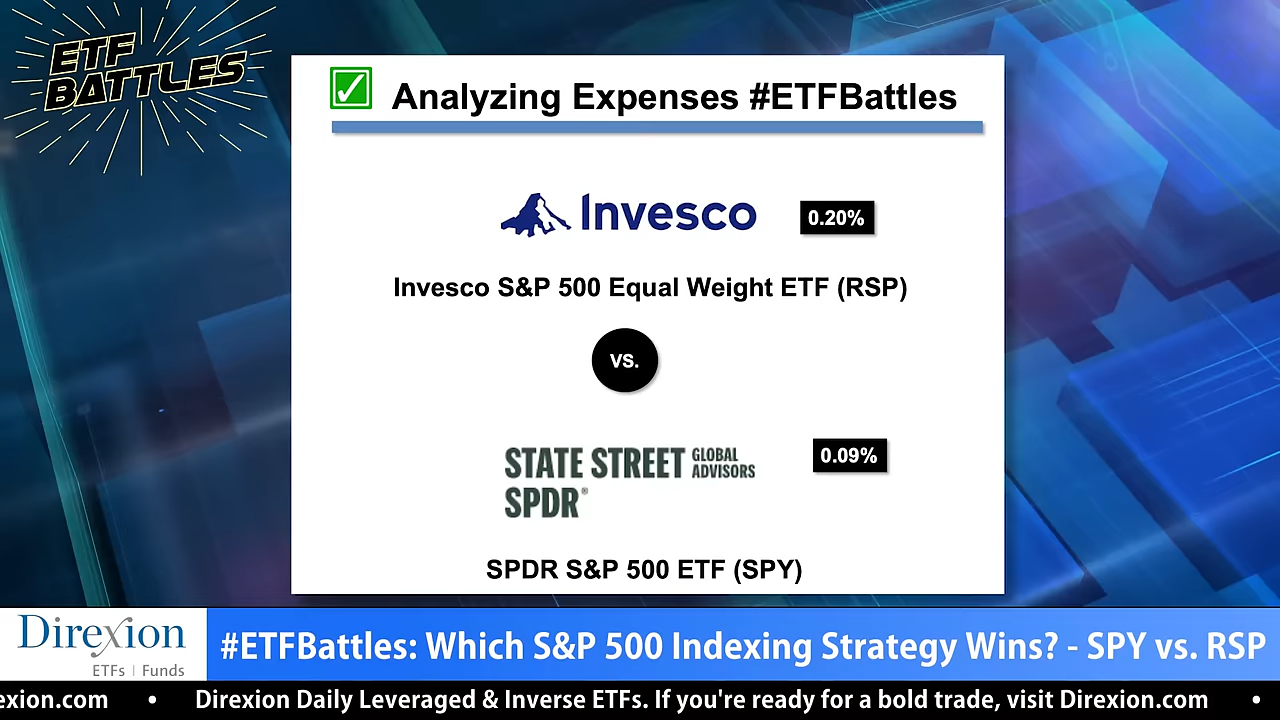 ETF
BATTLES
Analyzing Expenses #ETFBattles
Invesco
0.20%
Invesco S&P 500 Equal Weight ETF (RSP)
VS.
STATE STREET GLOBAL
ADVISORS
SPDR®
0.09%
SPDR S&P 500 ETF (SPY)
Direxion
ETFs | Funds
#ETFBattles: Which S&P 500 Indexing Strategy Wins? - SPY vs. RSP
exion.com • Direxion Daily Leveraged & Inverse ETFs. If you're ready for a bold trade, visit Direxion.com •